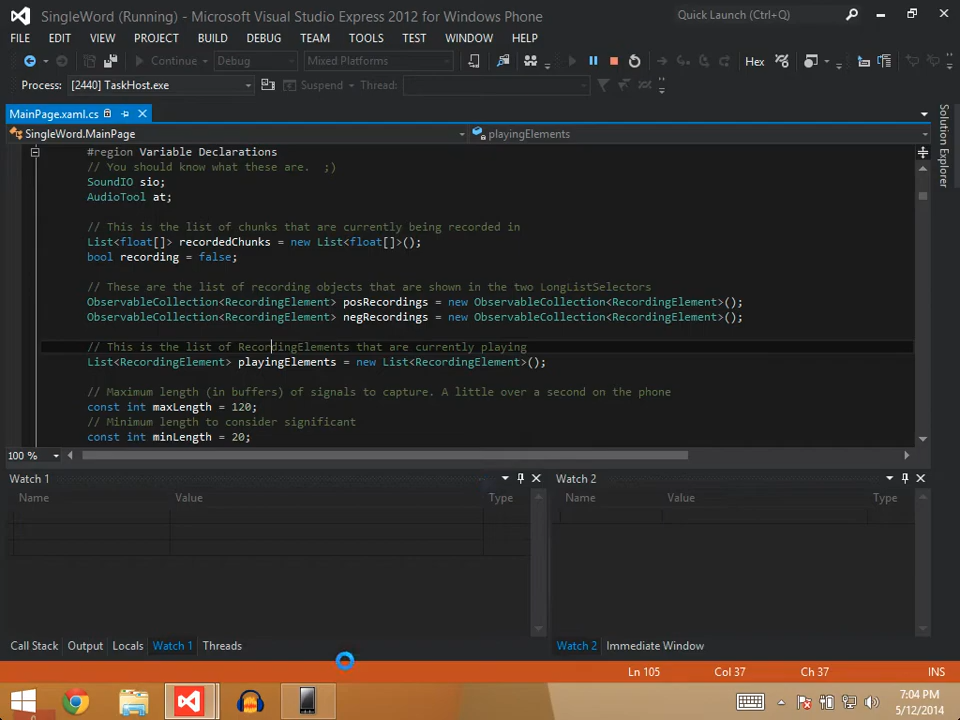 SingleWord (Running) - Microsoft Visual Studio Express 2012 for Windows Phone
Quick Launch (Ctrl+Q)
FILE EDIT VIEW PROJECT BUILD DEBUG TEAM TOOLS TEST WINDOW HELP
Continue Debug Mixed Platforms Hex
Process: [2440] TaskHost.exe Suspend Thread:
MainPage.xaml.cs
SingleWord.MainPage playingElements
#region Variable Declarations
// You should know what these are.  ;)
SoundIO sio;
AudioTool at;
// This is the list of chunks that are currently being recorded in
List<float[]> recordedChunks = new List<float[]>();
bool recording = false;
// These are the list of recording objects that are shown in the two LongListSelectors
ObservableCollection<RecordingElement> posRecordings = new ObservableCollection<RecordingElement>();
ObservableCollection<RecordingElement> negRecordings = new ObservableCollection<RecordingElement>();
// This is the list of RecordingElements that are currently playing
List<RecordingElement> playingElements = new List<RecordingElement>();
// Maximum length (in buffers) of signals to capture. A little over a second on the phone
const int maxLength = 120;
// Minimum length to consider significant
const int minLength = 20;
100 %
Watch 1 Watch 2
Name Value Type Name Value Type
Call Stack Output Locals Watch 1 Threads Watch 2 Immediate Window
Ln 105 Col 37 Ch 37 INS
7:04 PM
5/12/2014
Solution Explorer